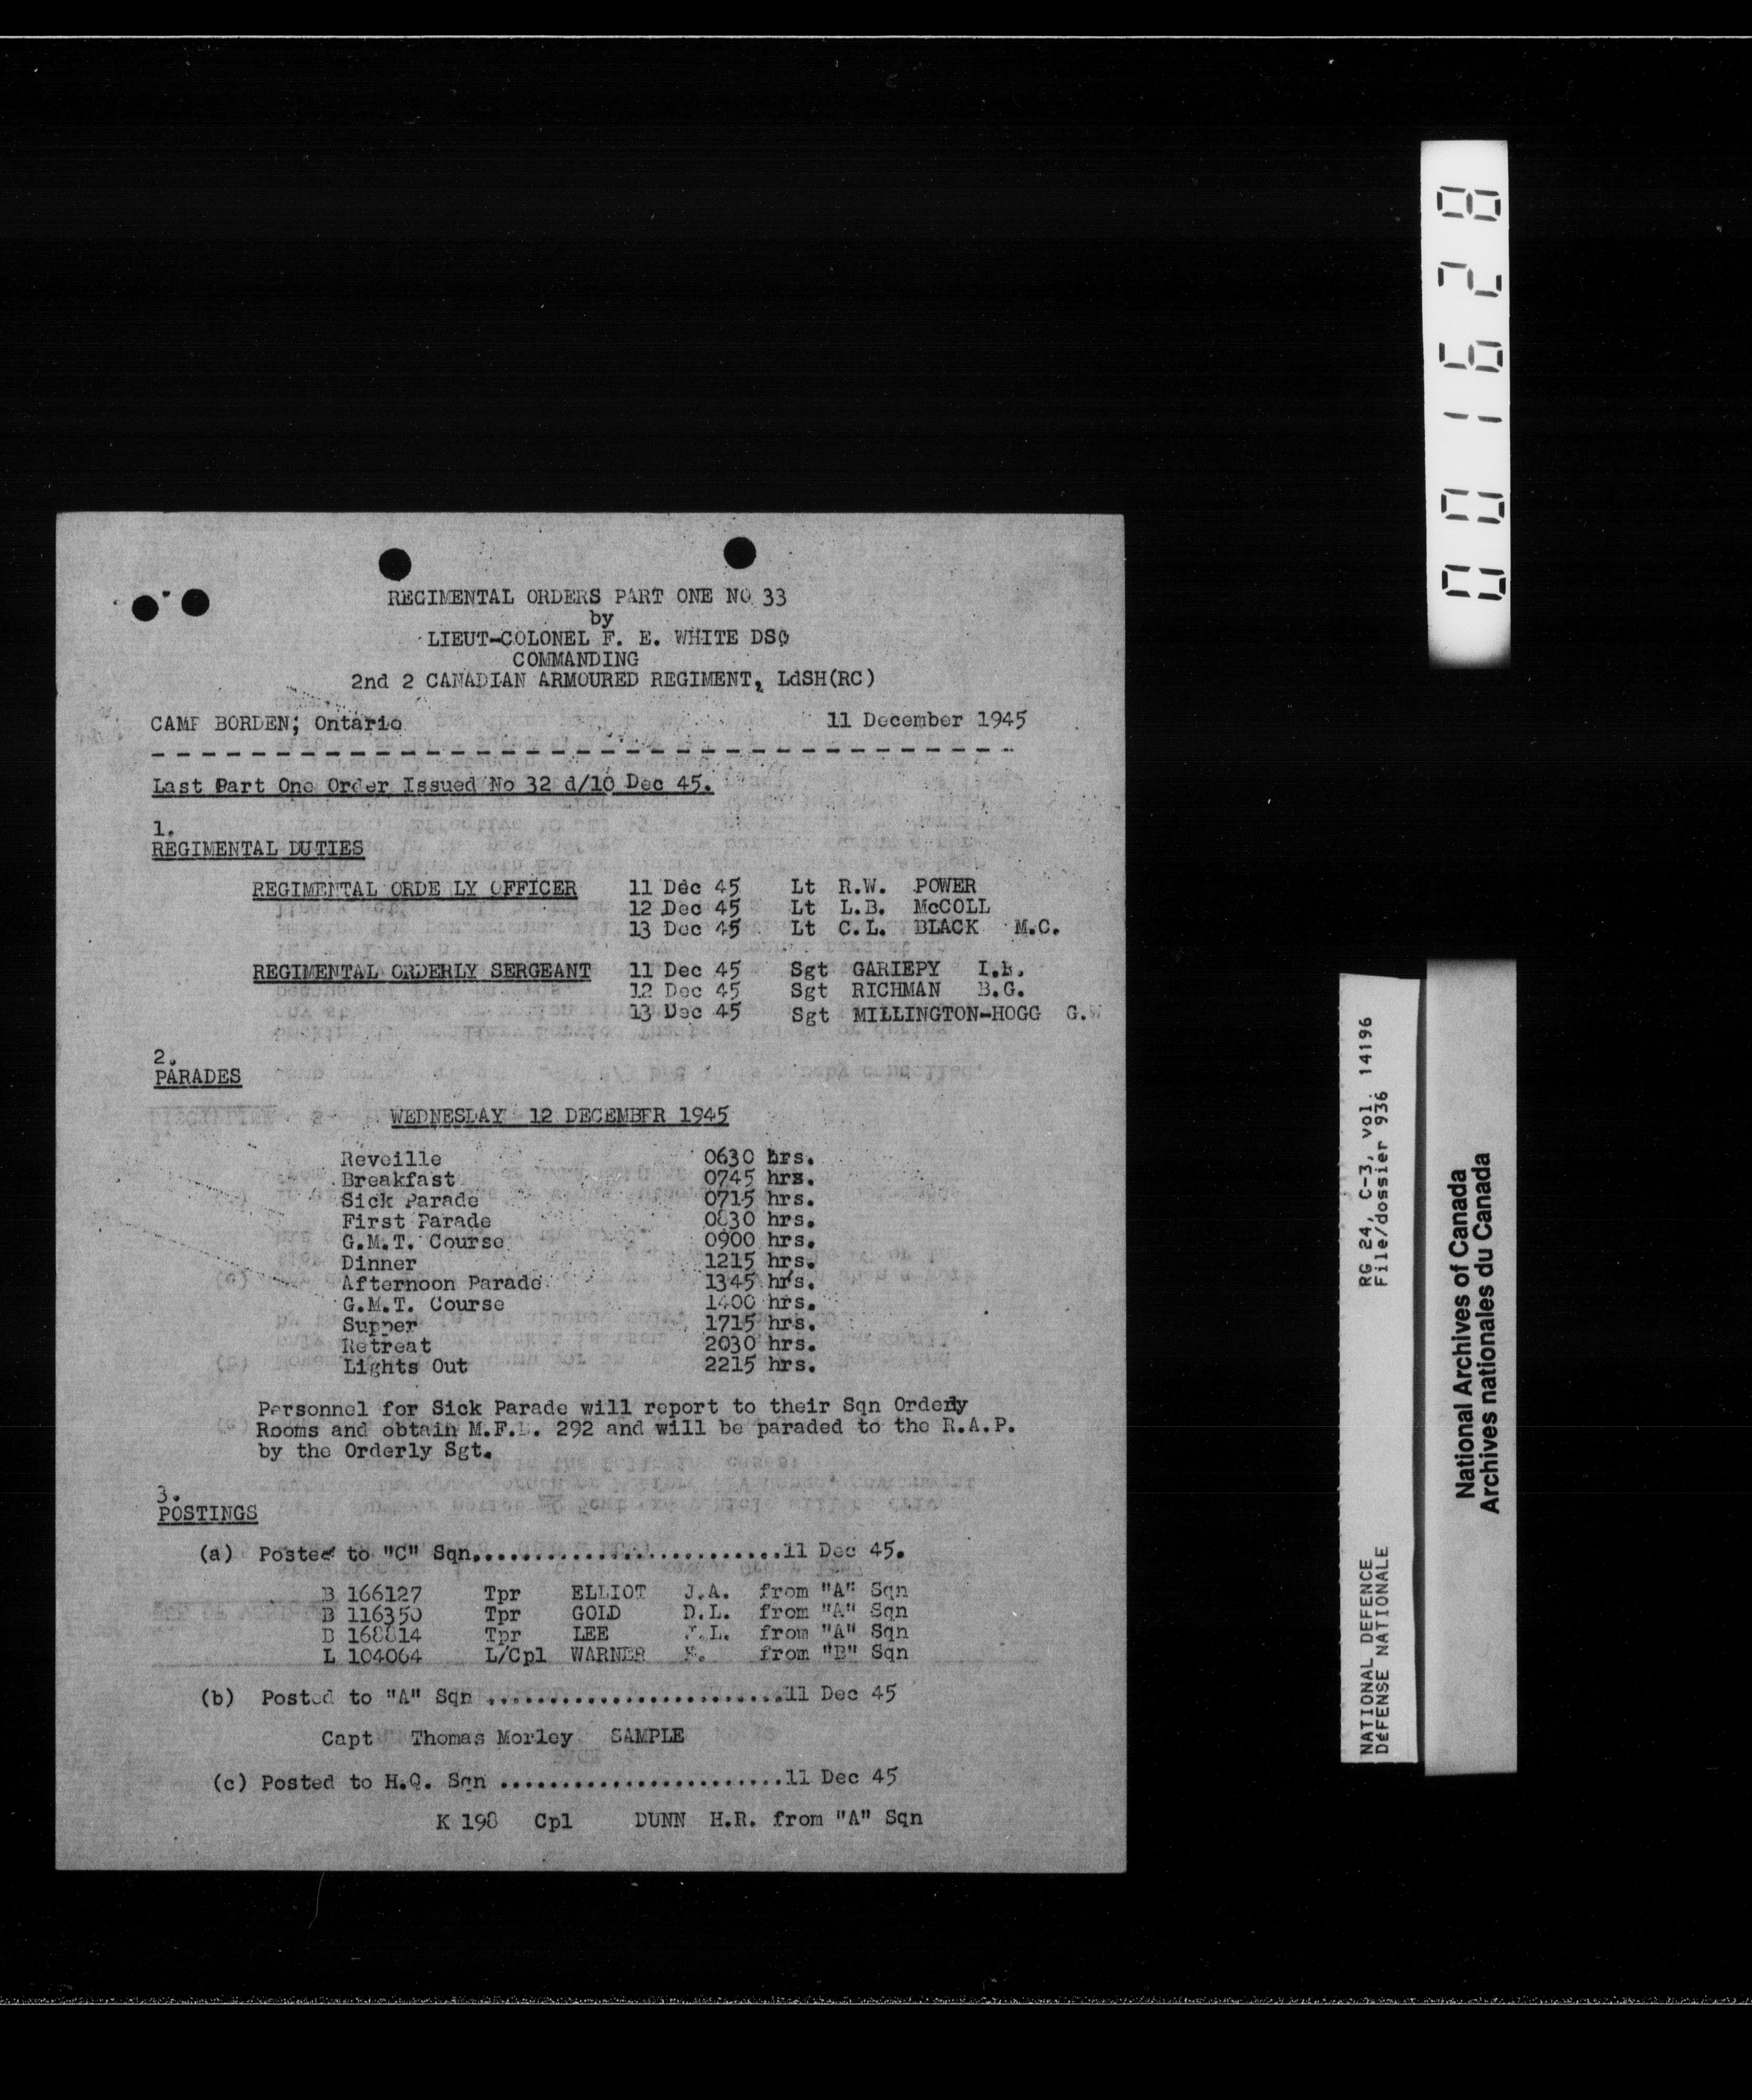 REGIMENTAL ORDERS PART ONE NO 33
by
LIEUT-COLONEL F. E. WHITE DSO
COMMANDING
2nd 2 CANADIAN ARMOURED REGIMENT, LdSH(RC)
CAMP BORDEN; Ontario 11 December 1945
Last Part One Order Issued No 32 d/10 Dec 45.
1.
REGIMENTAL DUTIES
REGIMENTAL ORDE LY OFFICER 11 Dec 45 Lt R.W. POWER
12 Dec 45 Lt L.B. McCOLL
13 Dec 45 Lt C.L. BLACK M.C.
REGIMENTAL ORDERLY SERGEANT 11 Dec 45 Sgt GARIEPY
12 Dec 45 Sgt RICHMAN B.G.
13 Dec 45 Sgt MILLINGTON-HOGG G.W
2.
PARADES
WEDNESDAY 12 DECEMBER 1945
Reveille 0630 hrs.
Breakfast 0745 hrs.
Sick Parade 0715 hrs.
First Parade 0830 hrs.
G.M.T. Course 0900 hrs.
Dinner 1215 hrs.
Afternoon Parade 1345 hrs.
G.M.T. Course 1400 hrs.
Supper 1715 hrs.
Retreat 2030 hrs.
Lights Out 2215 hrs.
Personnel for Sick Parade will report to their Sqn Orderly
Rooms and obtain 292 and will be paraded to the R.A.P.
by the Orderly Sgt.
3.
POSTINGS
(a) Posted to "C" Sqn..........................11 Dec 45.
B 166127 Tpr ELLIOT J.A. from "A" Sqn
B 116350 Tpr GOLD D.L. from "A" Sqn
B Tpr LEE from "A" Sqn
L 104064 L/Cpl WARNER from "B" Sqn
(b) Posted to "A" Sqn .........................11 Dec 45
Capt Thomas Morley SAMPLE
(c) Posted to H.Q. Sqn ........................11 Dec 45
K 198 Cpl DUNN H.R. from "A" Sqn
001628
NATIONAL DEFENCE RG 24, C-3, vol. 14196
DÉFENSE NATIONALE File/dossier 936
National Archives of Canada
Archives nationales du Canada